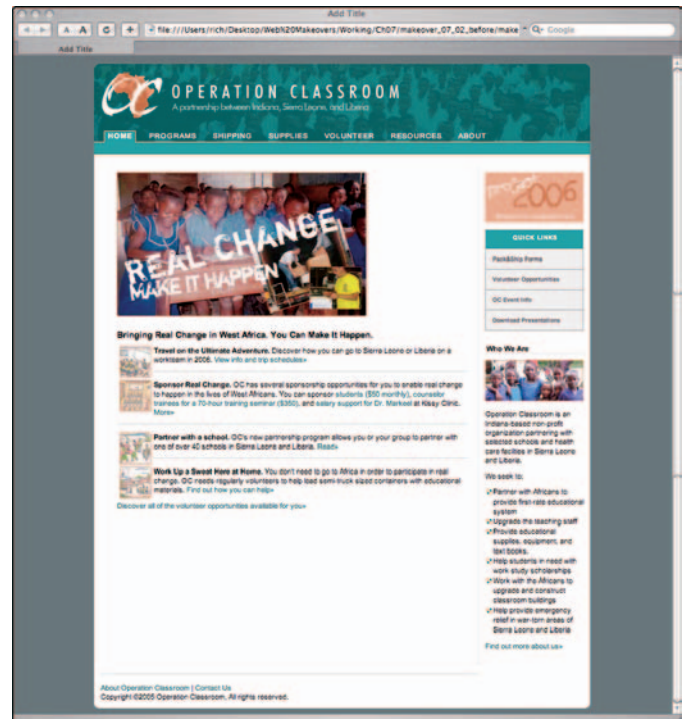 Add Title
file:///Users/rich/Desktop/Web%20Makeovers/Working/Ch07/makeover_07_02_before/make
Google
Add Title
OC OPERATION CLASSROOM
A partnership between Indiana, Sierra Leone, and Liberia
HOME PROGRAMS SHIPPING SUPPLIES VOLUNTEER RESOURCES ABOUT
REAL CHANGE
MAKE IT HAPPEN
Bringing Real Change in West Africa. You Can Make It Happen.
Travel on the Ultimate Adventure. Discover how you can go to Sierra Leone or Liberia on a
workteam in 2006. View info and trip schedules»
Sponsor Real Change. OC has several sponsorship opportunities for you to enable real change
to happen in the lives of West Africans. You can sponsor students ($50 monthly), counselor
trainees for a 70-hour training seminar ($350), and salary support for Dr. Markeel at Kissy Clinic.
More»
Partner with a school. OC's new partnership program allows you or your group to partner with
one of over 40 schools in Sierra Leone and Liberia. Read»
Work Up a Sweat Here at Home. You don't need to go to Africa in order to participate in real
change. OC needs regularly volunteers to help load semi-truck sized containers with educational
materials. Find out how you can help»
Discover all of the volunteer opportunities available for you»
2006
QUICK LINKS
Pack&Ship Forms
Volunteer Opportunities
OC Event Info
Download Presentations
Who We Are
Operation Classroom is an
Indiana-based non-profit
organization partnering with
selected schools and health
care facilities in Sierra Leone
and Liberia.
We seek to:
Partner with Africans to
provide first-rate educational
system
Upgrade the teaching staff
Provide educational
supplies, equipment, and
text books.
Help students in need with
work study scholarships
Work with the Africans to
upgrade and construct
classroom buildings
Help provide emergency
relief in war-torn areas of
Sierra Leone and Liberia
Find out more about us»
About Operation Classroom | Contact Us
Copyright ©2005 Operation Classroom, All rights reserved.